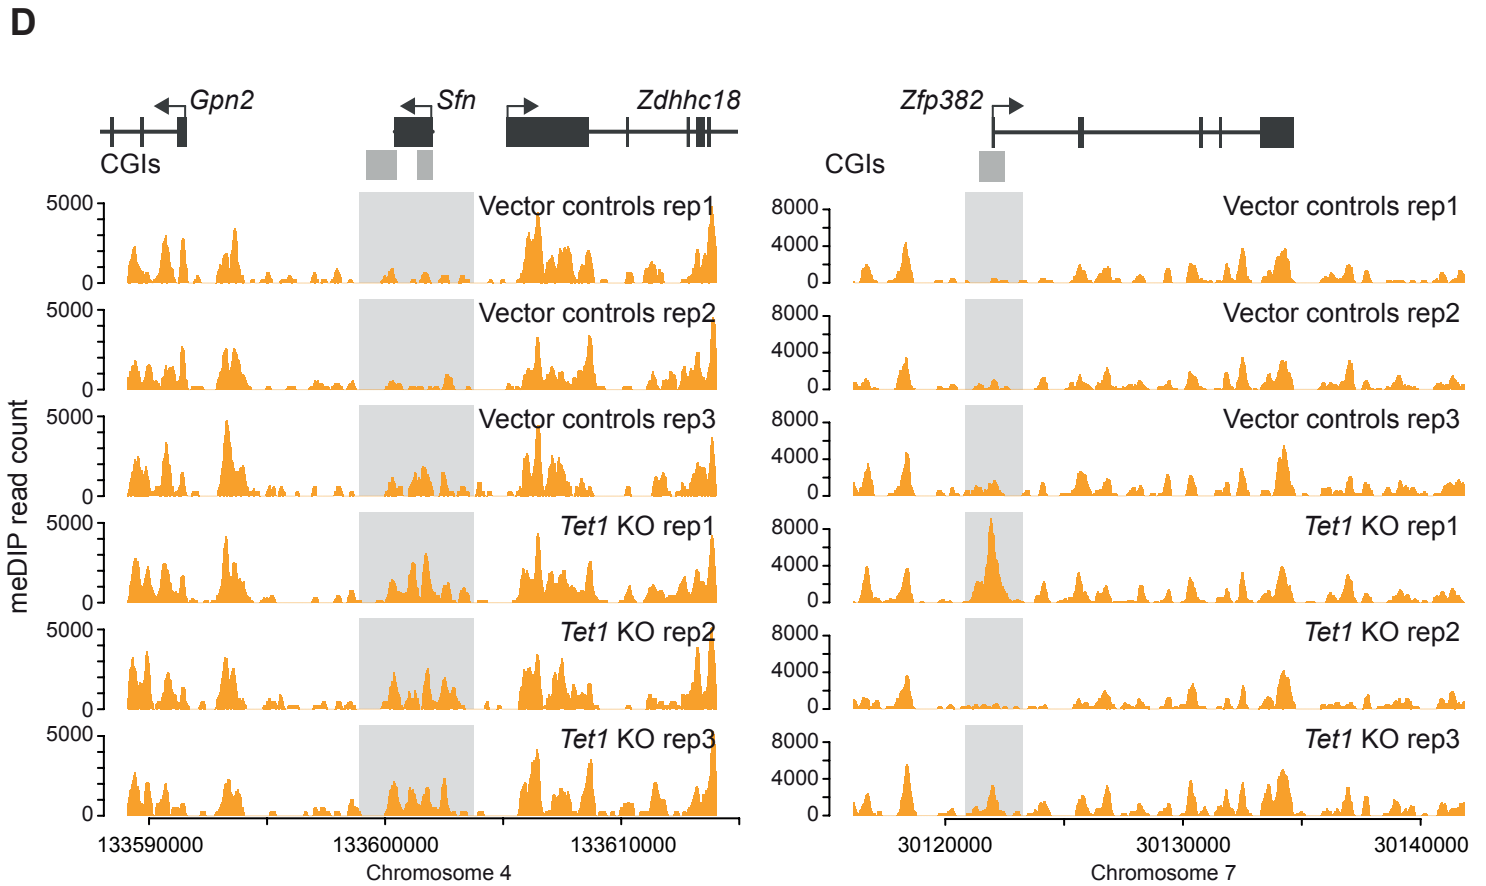 D
Gpn2 Sfn Zdhhc18
CGIs
meDIP read count
5000 Vector controls rep1
0
5000 Vector controls rep2
0
5000 Vector controls rep3
0
5000 Tet1 KO rep1
0
5000 Tet1 KO rep2
0
5000 Tet1 KO rep3
0
133590000 133600000 133610000
Chromosome 4
Zfp382
CGIs
8000 Vector controls rep1
4000
0
8000 Vector controls rep2
4000
0
8000 Vector controls rep3
4000
0
8000 Tet1 KO rep1
4000
0
8000 Tet1 KO rep2
4000
0
8000 Tet1 KO rep3
4000
0
30120000 30130000 30140000
Chromosome 7